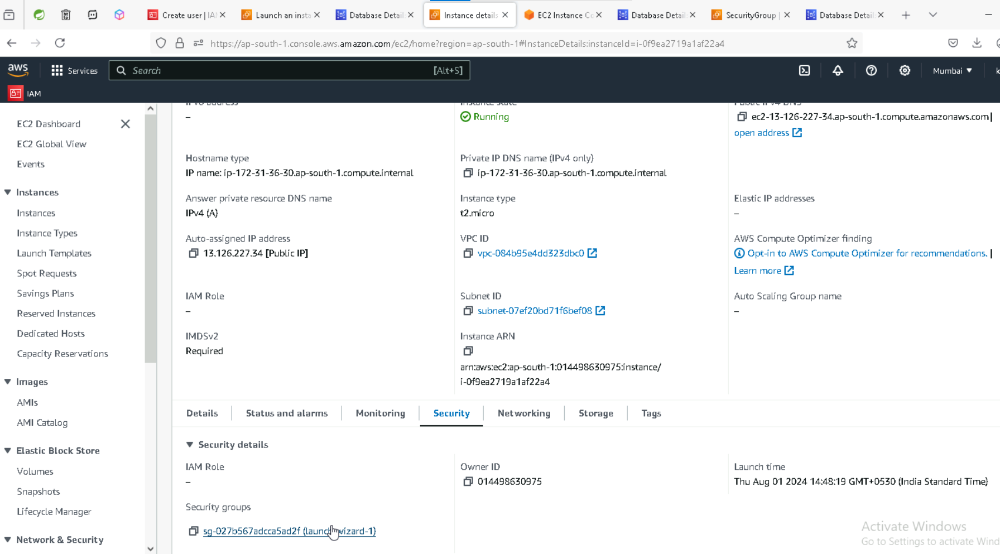 Create user | IAM
Launch an insta
Database Detail
Instance details
EC2 Instance Co
Database Detail
SecurityGroup |
Database Detail
https://ap-south-1.console.aws.amazon.com/ec2/home?region=ap-south-1#InstanceDetails:instanceId=i-0f9ea2719a1af22a4
aws
Services
Search
[Alt+S]
Mumbai
IAM
EC2 Dashboard
EC2 Global View
Events
Instances
Instances
Instance Types
Launch Templates
Spot Requests
Savings Plans
Reserved Instances
Dedicated Hosts
Capacity Reservations
Images
AMIs
AMI Catalog
Elastic Block Store
Volumes
Snapshots
Lifecycle Manager
Network & Security
IPv6 address
–
Instance state
Running
Public IPv4 DNS
ec2-13-126-227-34.ap-south-1.compute.amazonaws.com |
open address
Hostname type
IP name: ip-172-31-36-30.ap-south-1.compute.internal
Private IP DNS name (IPv4 only)
ip-172-31-36-30.ap-south-1.compute.internal
Answer private resource DNS name
IPv4 (A)
Instance type
t2.micro
Elastic IP addresses
–
Auto-assigned IP address
13.126.227.34 [Public IP]
VPC ID
vpc-084b95e4dd323dbc0
AWS Compute Optimizer finding
Opt-in to AWS Compute Optimizer for recommendations. |
Learn more
IAM Role
–
Subnet ID
subnet-07ef20bd71f6bef08
Auto Scaling Group name
–
IMDSv2
Required
Instance ARN
arn:aws:ec2:ap-south-1:014498630975:instance/
i-0f9ea2719a1af22a4
Details
Status and alarms
Monitoring
Security
Networking
Storage
Tags
Security details
IAM Role
–
Owner ID
014498630975
Launch time
Thu Aug 01 2024 14:48:19 GMT+0530 (India Standard Time)
Security groups
sg-027b567adcca5ad2f (launch-wizard-1)
Activate Windows
Go to Settings to activate Wind